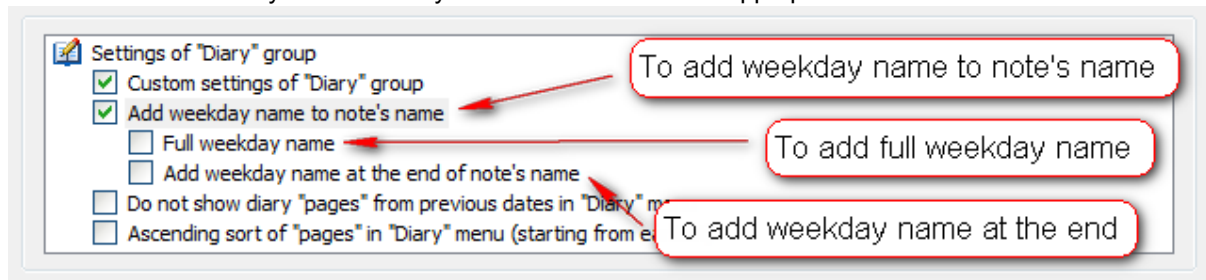 Settings of "Diary" group
Custom settings of "Diary" group
To add weekday name to note's name
Add weekday name to note's name
Full weekday name
To add full weekday name
Add weekday name at the end of note's name
Do not show diary "pages" from previous dates in "Diary"
Ascending sort of "pages" in "Diary" menu (starting from
To add weekday name at the end